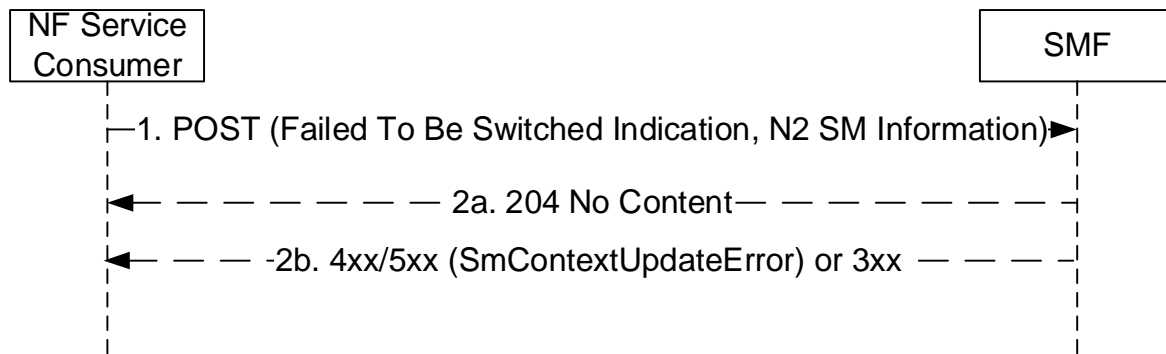 NF Service
Consumer
SMF
1. POST (Failed To Be Switched Indication, N2 SM Information)
2a. 204 No Content
2b. 4xx/5xx (SmContextUpdateError) or 3xx